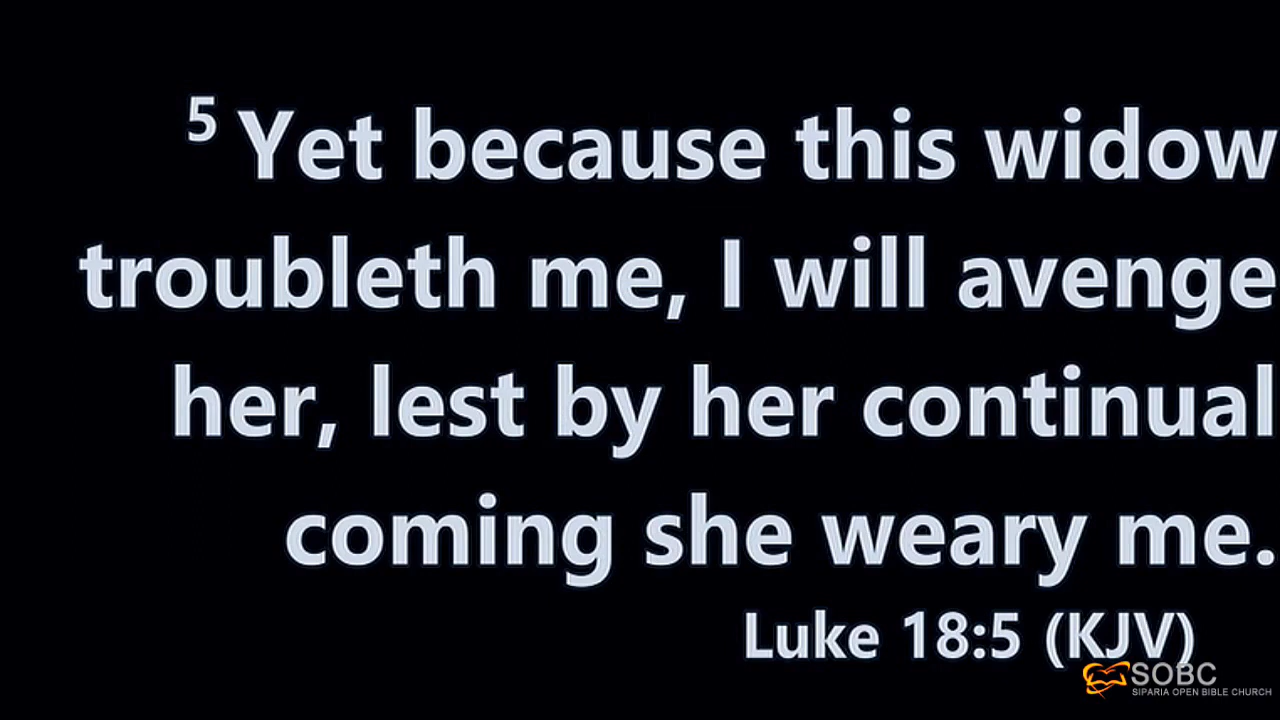 5 Yet because this widow
troubleth me, I will avenge
her, lest by her continual
coming she weary me.
Luke 18:5 (KJV)
SOBC
SIPARIA OPEN BIBLE CHURCH